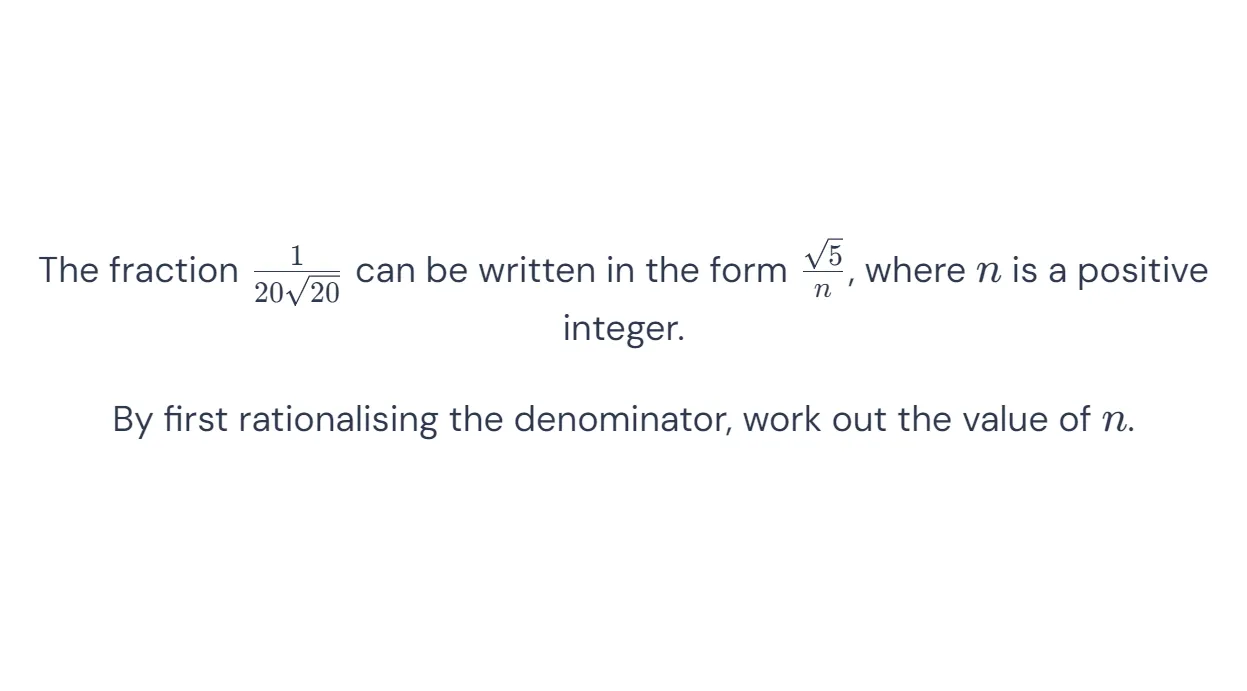 The fraction $\frac{1}{20\sqrt{20}}$ can be written in the form $\frac{\sqrt{5}}{n}$, where $n$ is a positive
integer.
By first rationalising the denominator, work out the value of $n$.